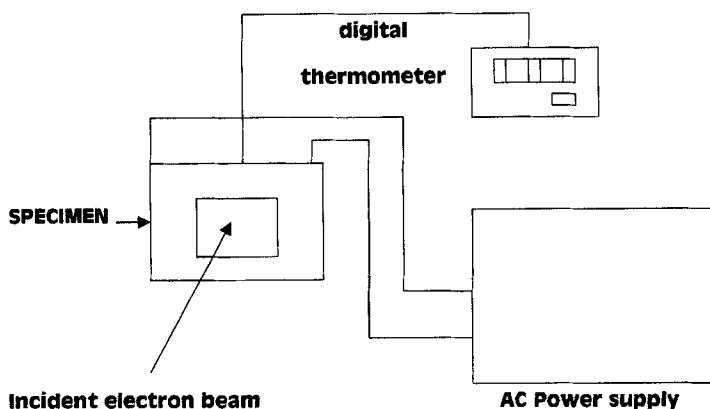 digital
thermometer
SPECIMEN
Incident electron beam
AC Power supply